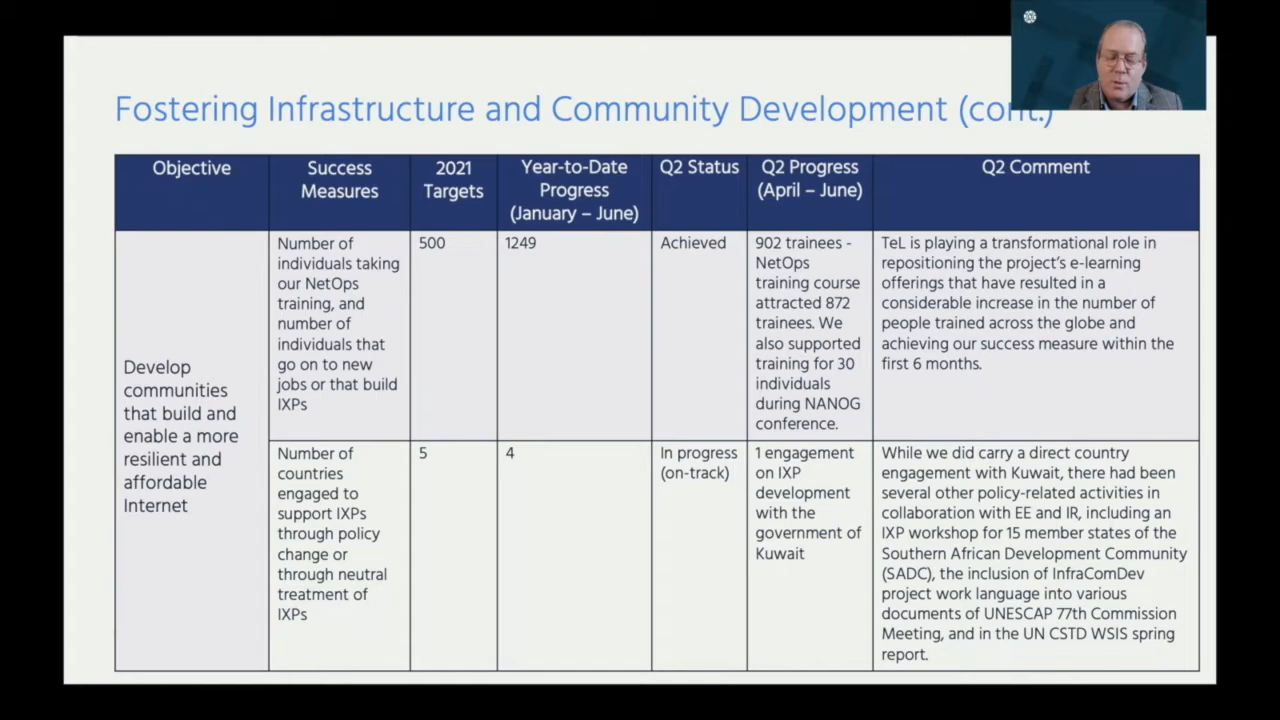 Fostering Infrastructure and Community Development (cont.)
Objective
Success
Measures
2021
Targets
Year-to-Date
Progress
(January – June)
Q2 Status
Q2 Progress
(April – June)
Q2 Comment
Develop
communities
that build and
enable a more
resilient and
affordable
Internet
Number of
individuals taking
our NetOps
training, and
number of
individuals that
go on to new
jobs or that build
IXPs
500
1249
Achieved
902 trainees -
NetOps
training course
attracted 872
trainees. We
also supported
training for 30
individuals
during NANOG
conference.
TeL is playing a transformational role in
repositioning the project's e-learning
offerings that have resulted in a
considerable increase in the number of
people trained across the globe and
achieving our success measure within the
first 6 months.
Number of
countries
engaged to
support IXPs
through policy
change or
through neutral
treatment of
IXPs
5
4
In progress
(on-track)
1 engagement
on IXP
development
with the
government of
Kuwait
While we did carry a direct country
engagement with Kuwait, there had been
several other policy-related activities in
collaboration with EE and IR, including an
IXP workshop for 15 member states of the
Southern African Development Community
(SADC), the inclusion of InfraComDev
project work language into various
documents of UNESCAP 77th Commission
Meeting, and in the UN CSTD WSIS spring
report.